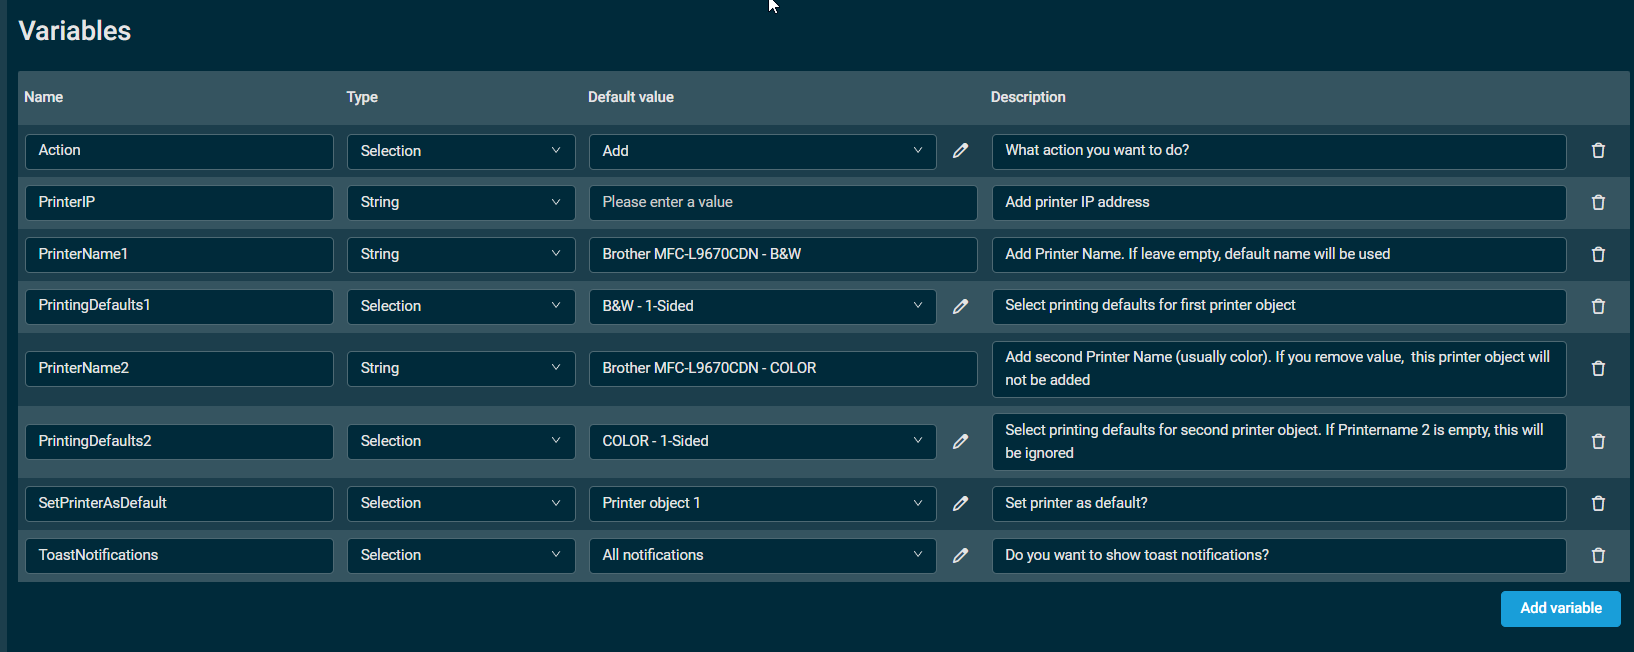 Variables
Name Type Default value Description
Action Selection Add What action you want to do?
PrinterIP String Please enter a value Add printer IP address
PrinterName1 String Brother MFC-L9670CDN - B&W Add Printer Name. If leave empty, default name will be used
PrintingDefaults1 Selection B&W - 1-Sided Select printing defaults for first printer object
PrinterName2 String Brother MFC-L9670CDN - COLOR Add second Printer Name (usually color). If you remove value, this printer object will
not be added
PrintingDefaults2 Selection COLOR - 1-Sided Select printing defaults for second printer object. If Printername 2 is empty, this will
be ignored
SetPrinterAsDefault Selection Printer object 1 Set printer as default?
ToastNotifications Selection All notifications Do you want to show toast notifications?
Add variable